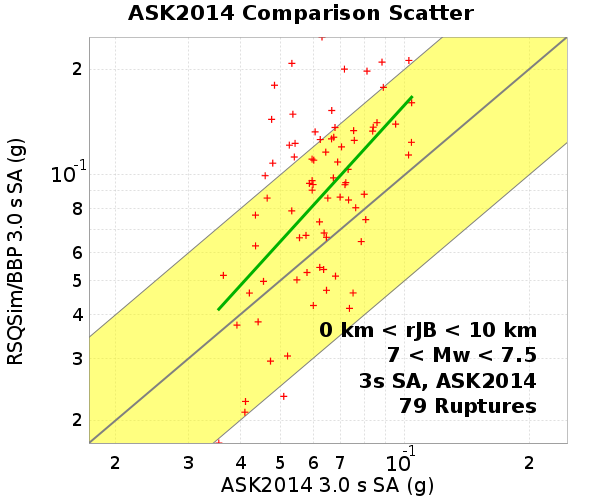 ASK2014 Comparison Scatter
RSQSim/BBP 3.0 s SA (g)
2
10⁻¹
8
6
5
4
3
2
0 km < rJB < 10 km
7 < Mw < 7.5
3s SA, ASK2014
79 Ruptures
2 3 4 5 6 7 10⁻¹ 2
ASK2014 3.0 s SA (g)